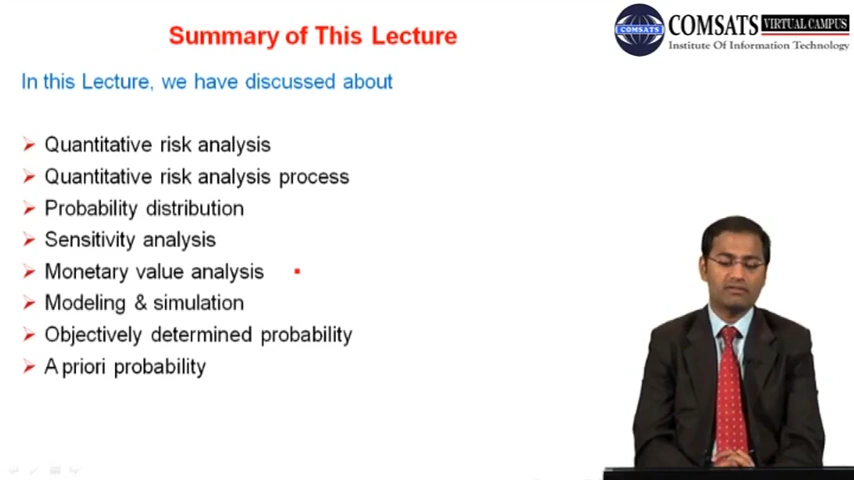 Summary of This Lecture
COMSATS VIRTUAL CAMPUS
COMSATS
Institute Of Information Technology
In this Lecture, we have discussed about
Quantitative risk analysis
Quantitative risk analysis process
Probability distribution
Sensitivity analysis
Monetary value analysis
Modeling & simulation
Objectively determined probability
A priori probability